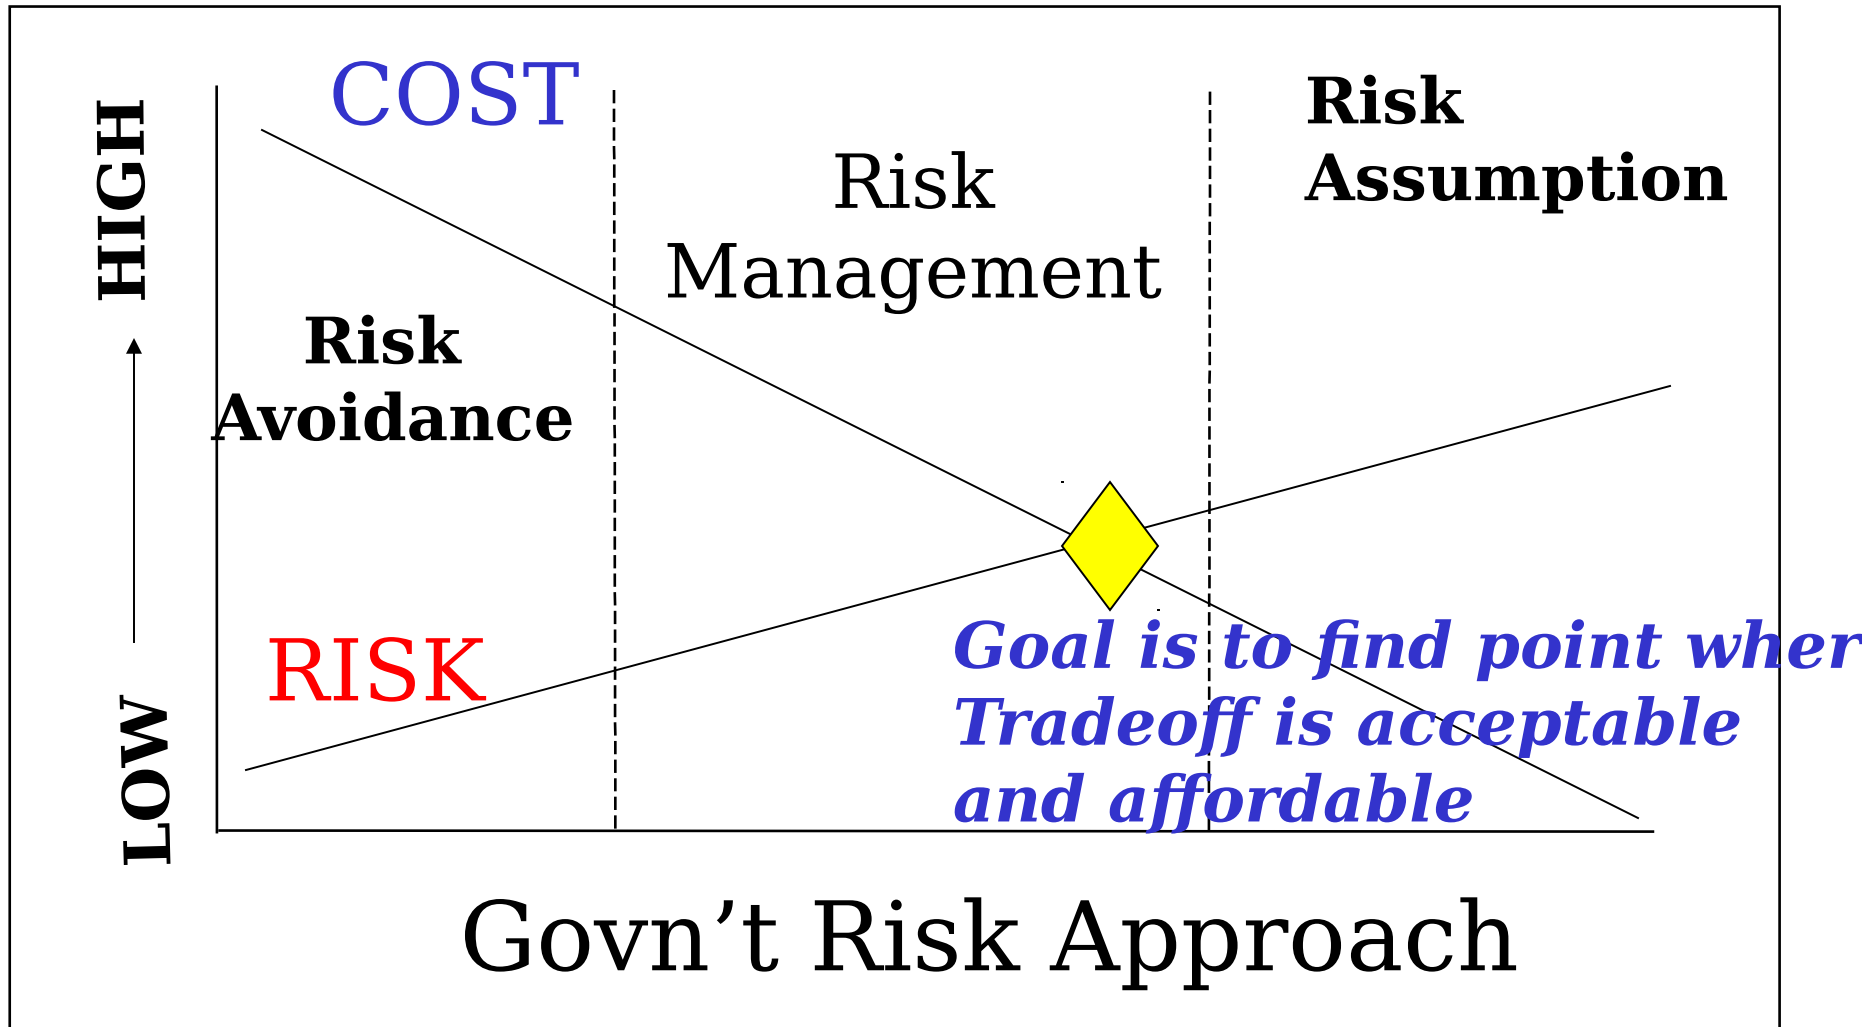 COST
Risk
Assumption
HIGH
Risk
Management
Risk
Avoidance
RISK
Goal is to find point wher
Tradeoff is acceptable
and affordable
LOW
Govn’t Risk Approach